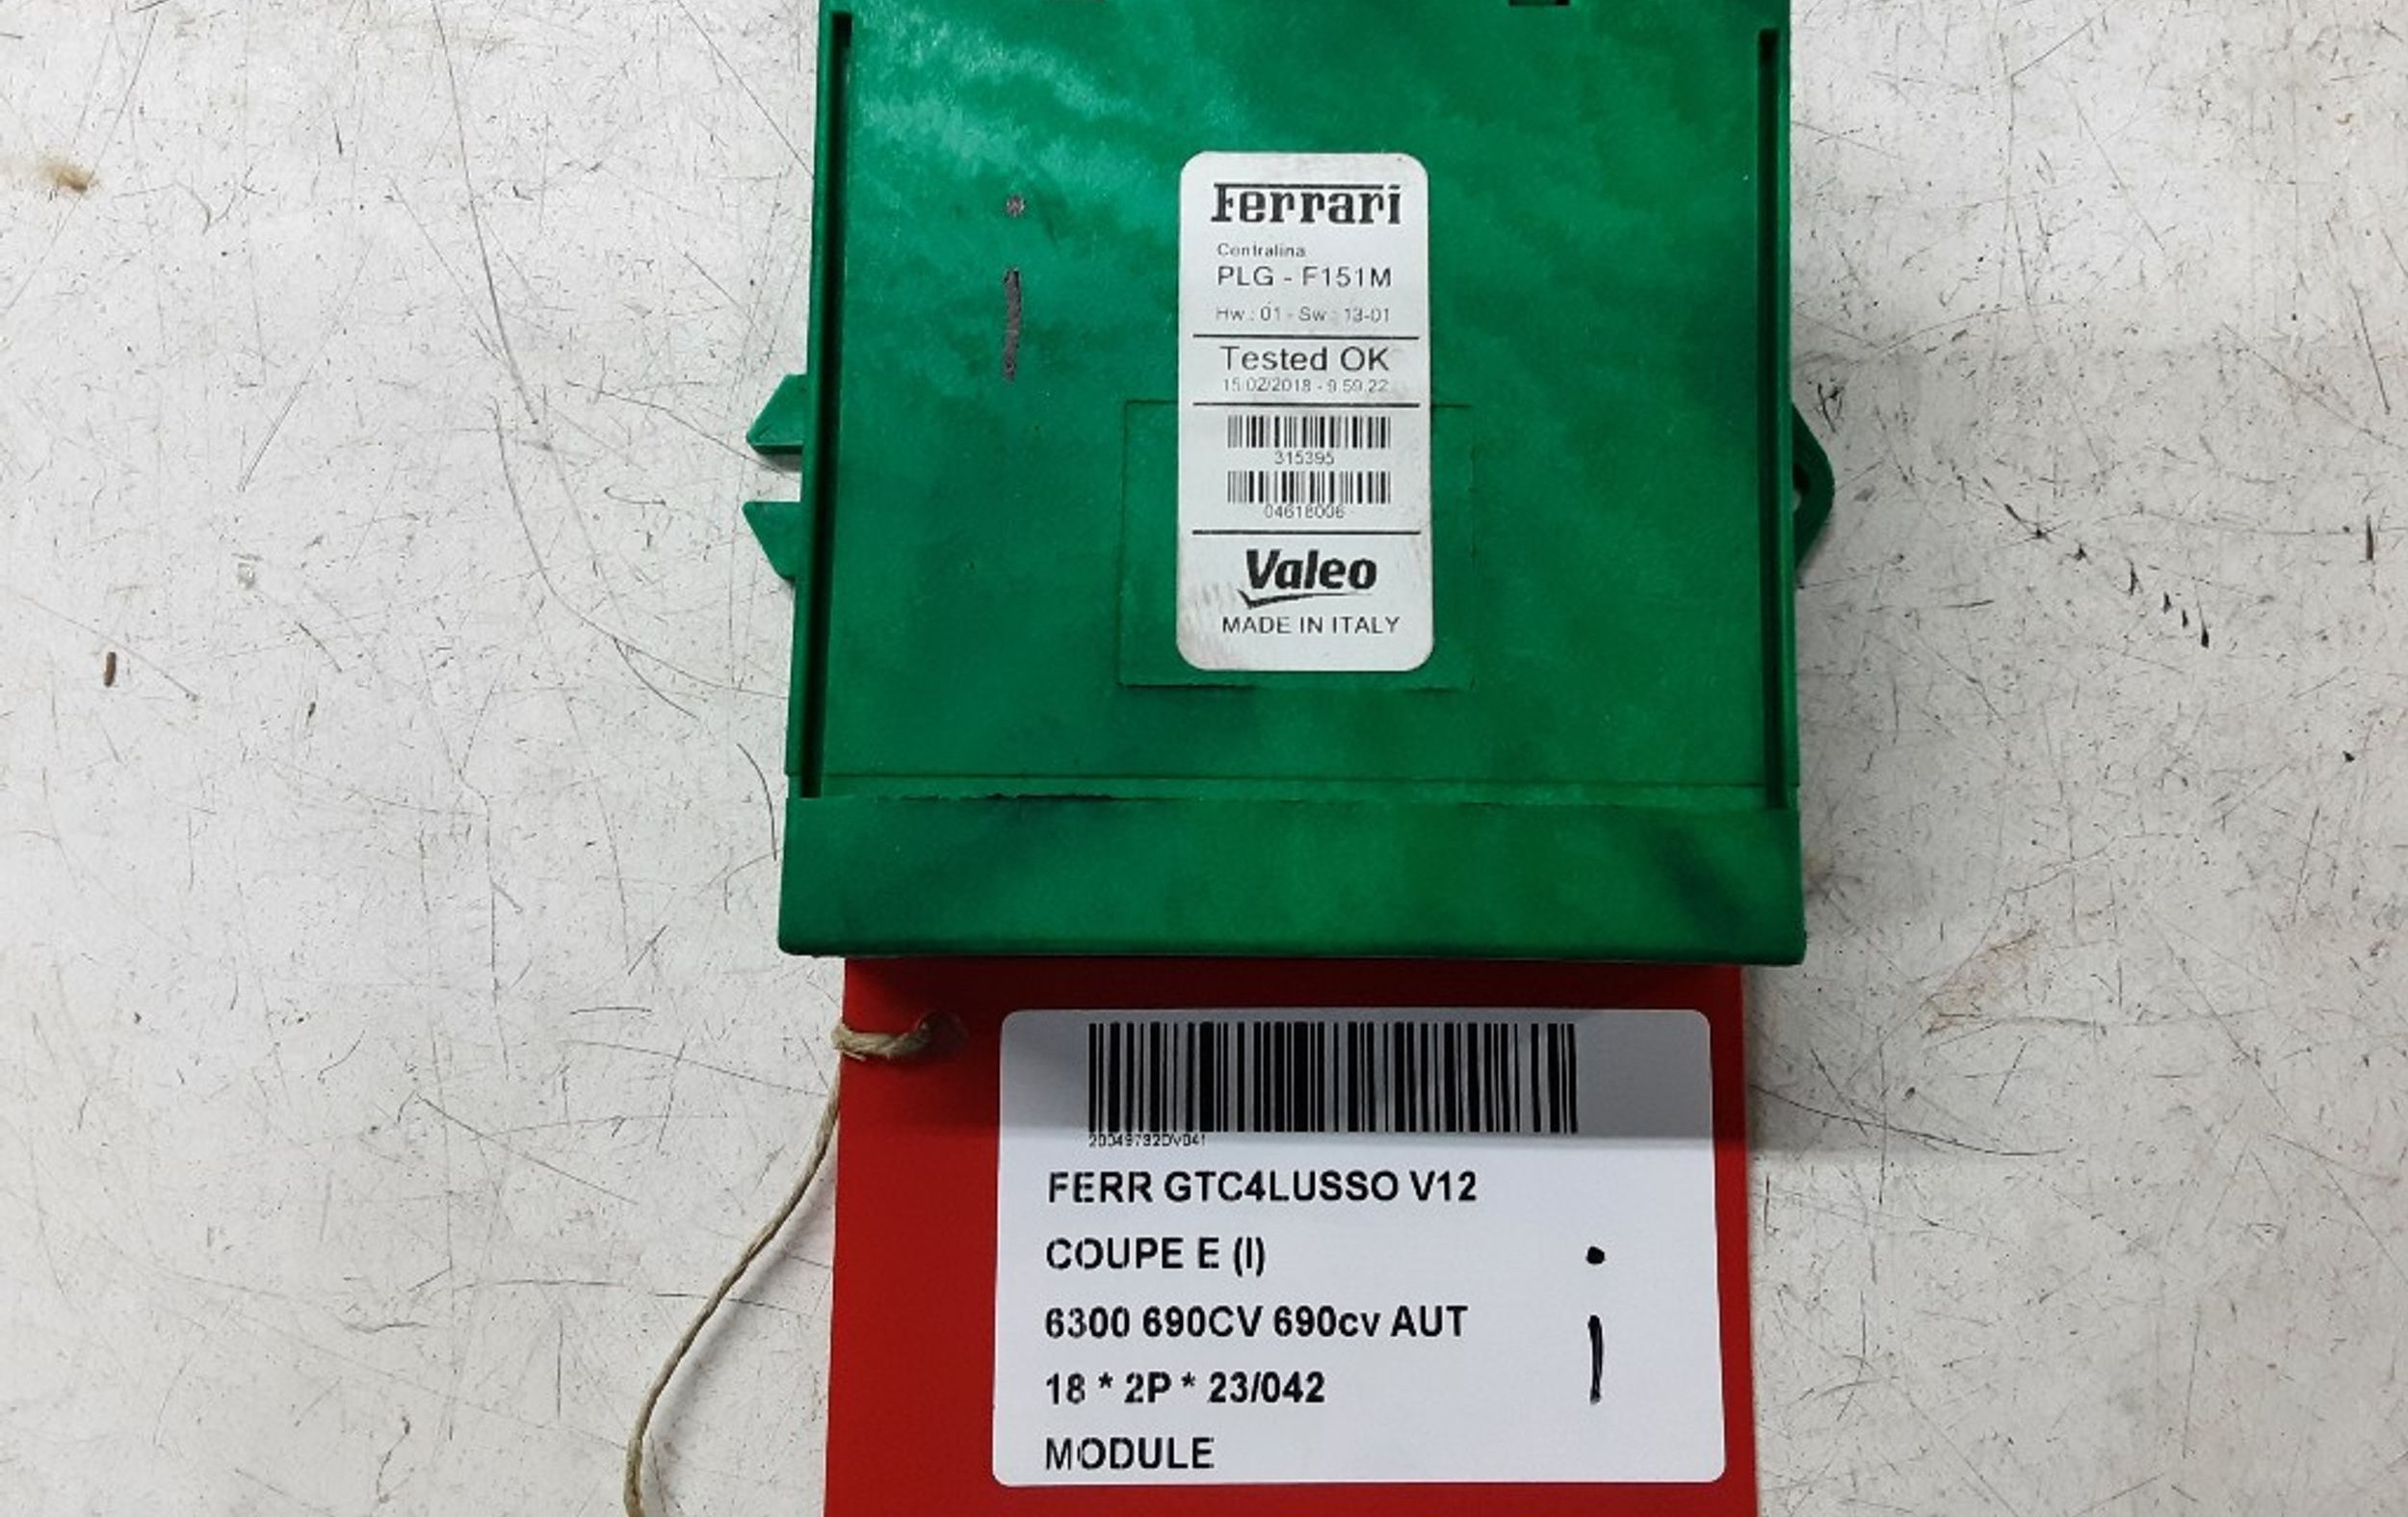 Ferrari
Centralina
PLG - F151M
Hw.: 01 - Sw.: 13-01
Tested OK
15/02/2018 - 9.59.22
315395
04618006
Valeo
MADE IN ITALY
FERR GTC4LUSSO V12
COUPE E (I)
6300 690CV 690cv AUT
18 * 2P * 23/042
MODULE